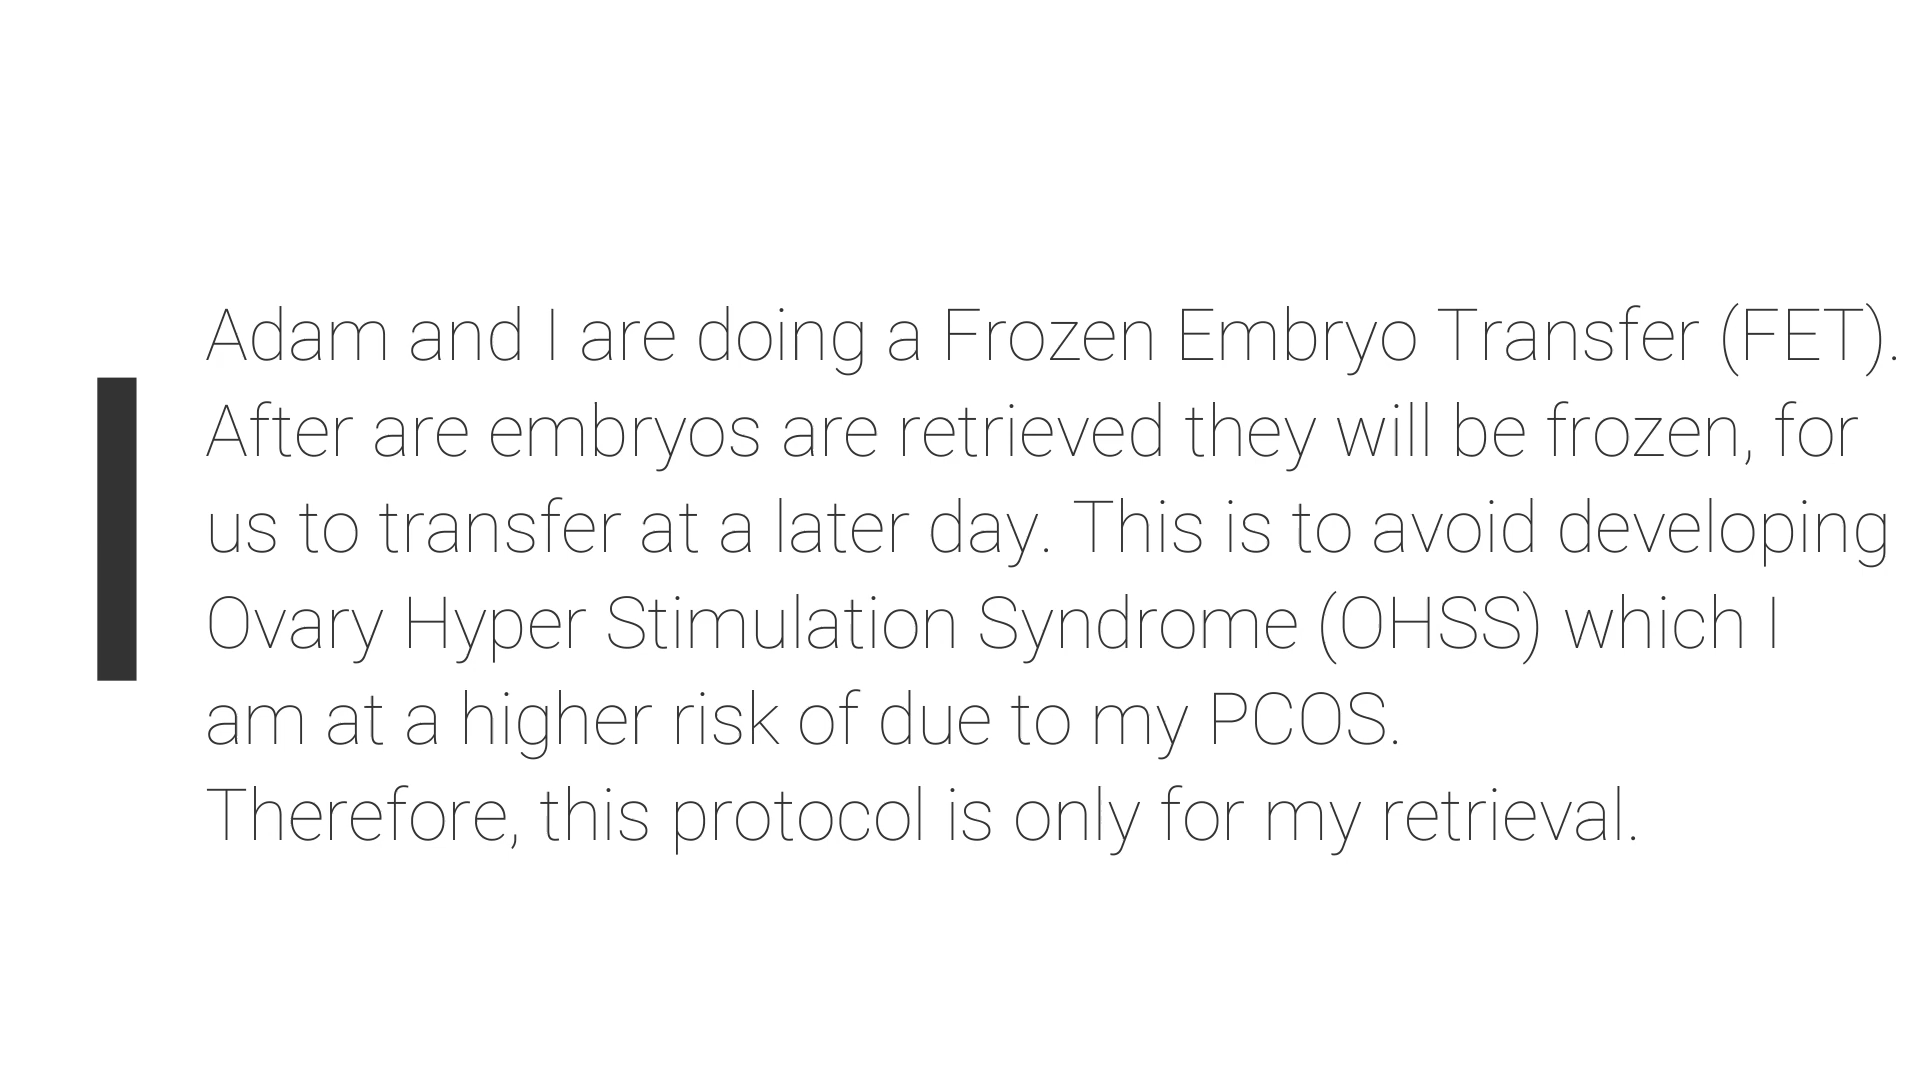 Adam and I are doing a Frozen Embryo Transfer (FET).
After are embryos are retrieved they will be frozen, for
us to transfer at a later day. This is to avoid developing
Ovary Hyper Stimulation Syndrome (OHSS) which I
am at a higher risk of due to my PCOS.
Therefore, this protocol is only for my retrieval.